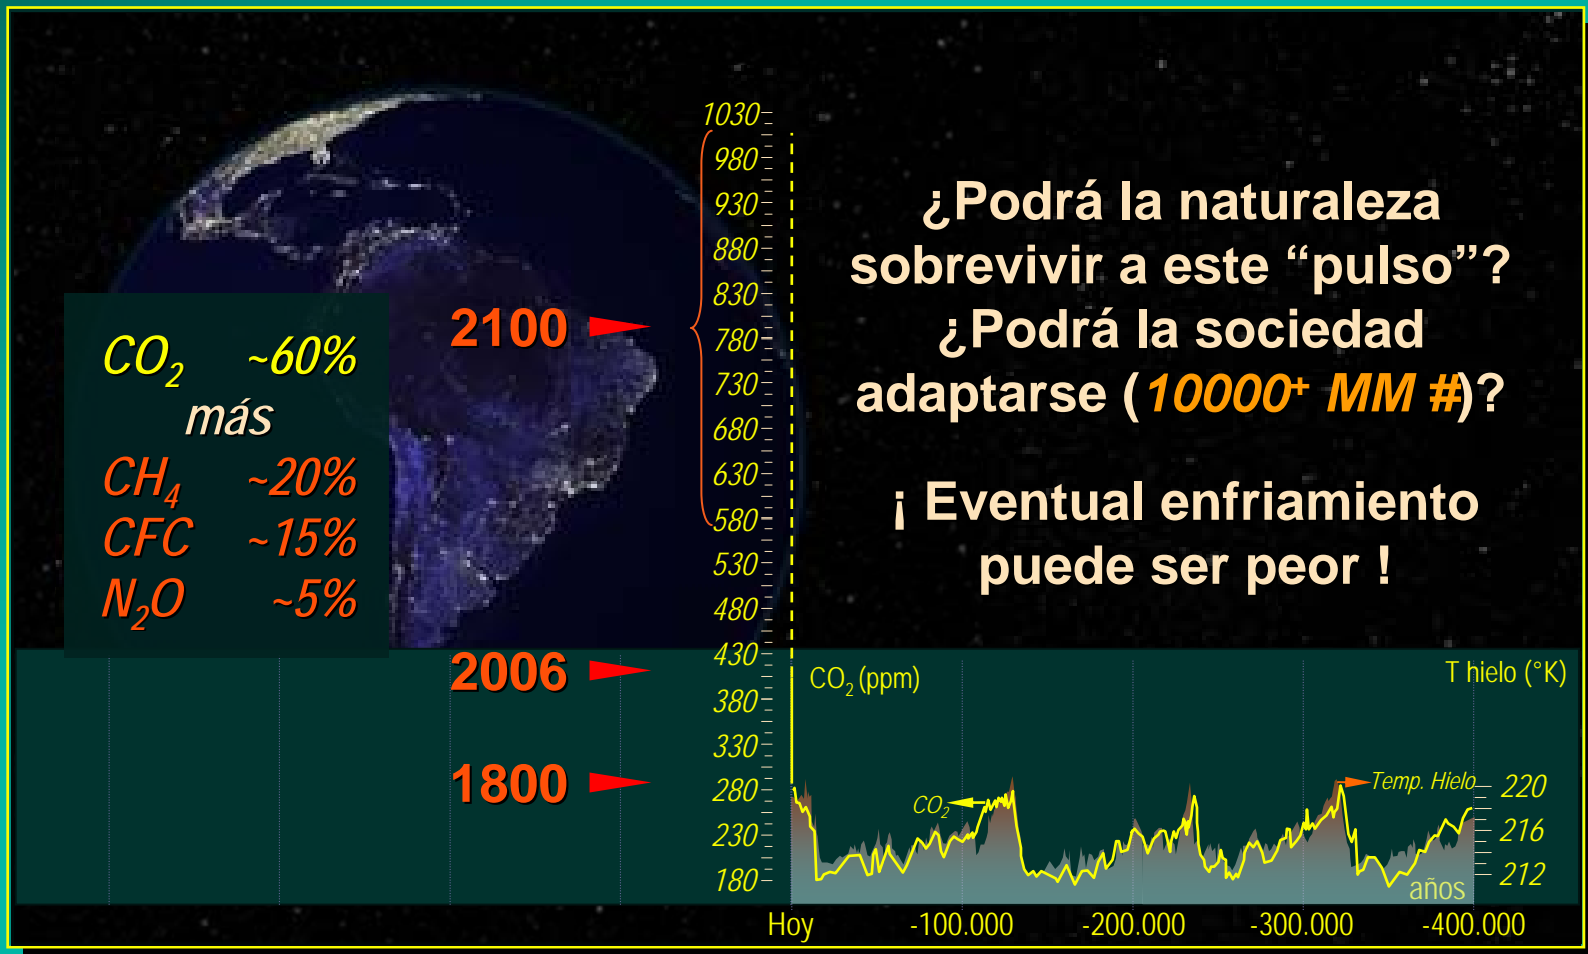 ¿Podrá la naturaleza
sobrevivir a este “pulso”?
¿Podrá la sociedad
adaptarse (10000⁺ MM #)?
¡ Eventual enfriamiento
puede ser peor !
CO₂ ~60%
más
CH₄ ~20%
CFC ~15%
N₂O ~5%
2100
2006
1800
1030
980
930
880
830
780
730
680
630
580
530
480
430
380
330
280
230
180
CO₂ (ppm)
T hielo (°K)
CO₂
Temp. Hielo
220
216
212
años
Hoy -100.000 -200.000 -300.000 -400.000